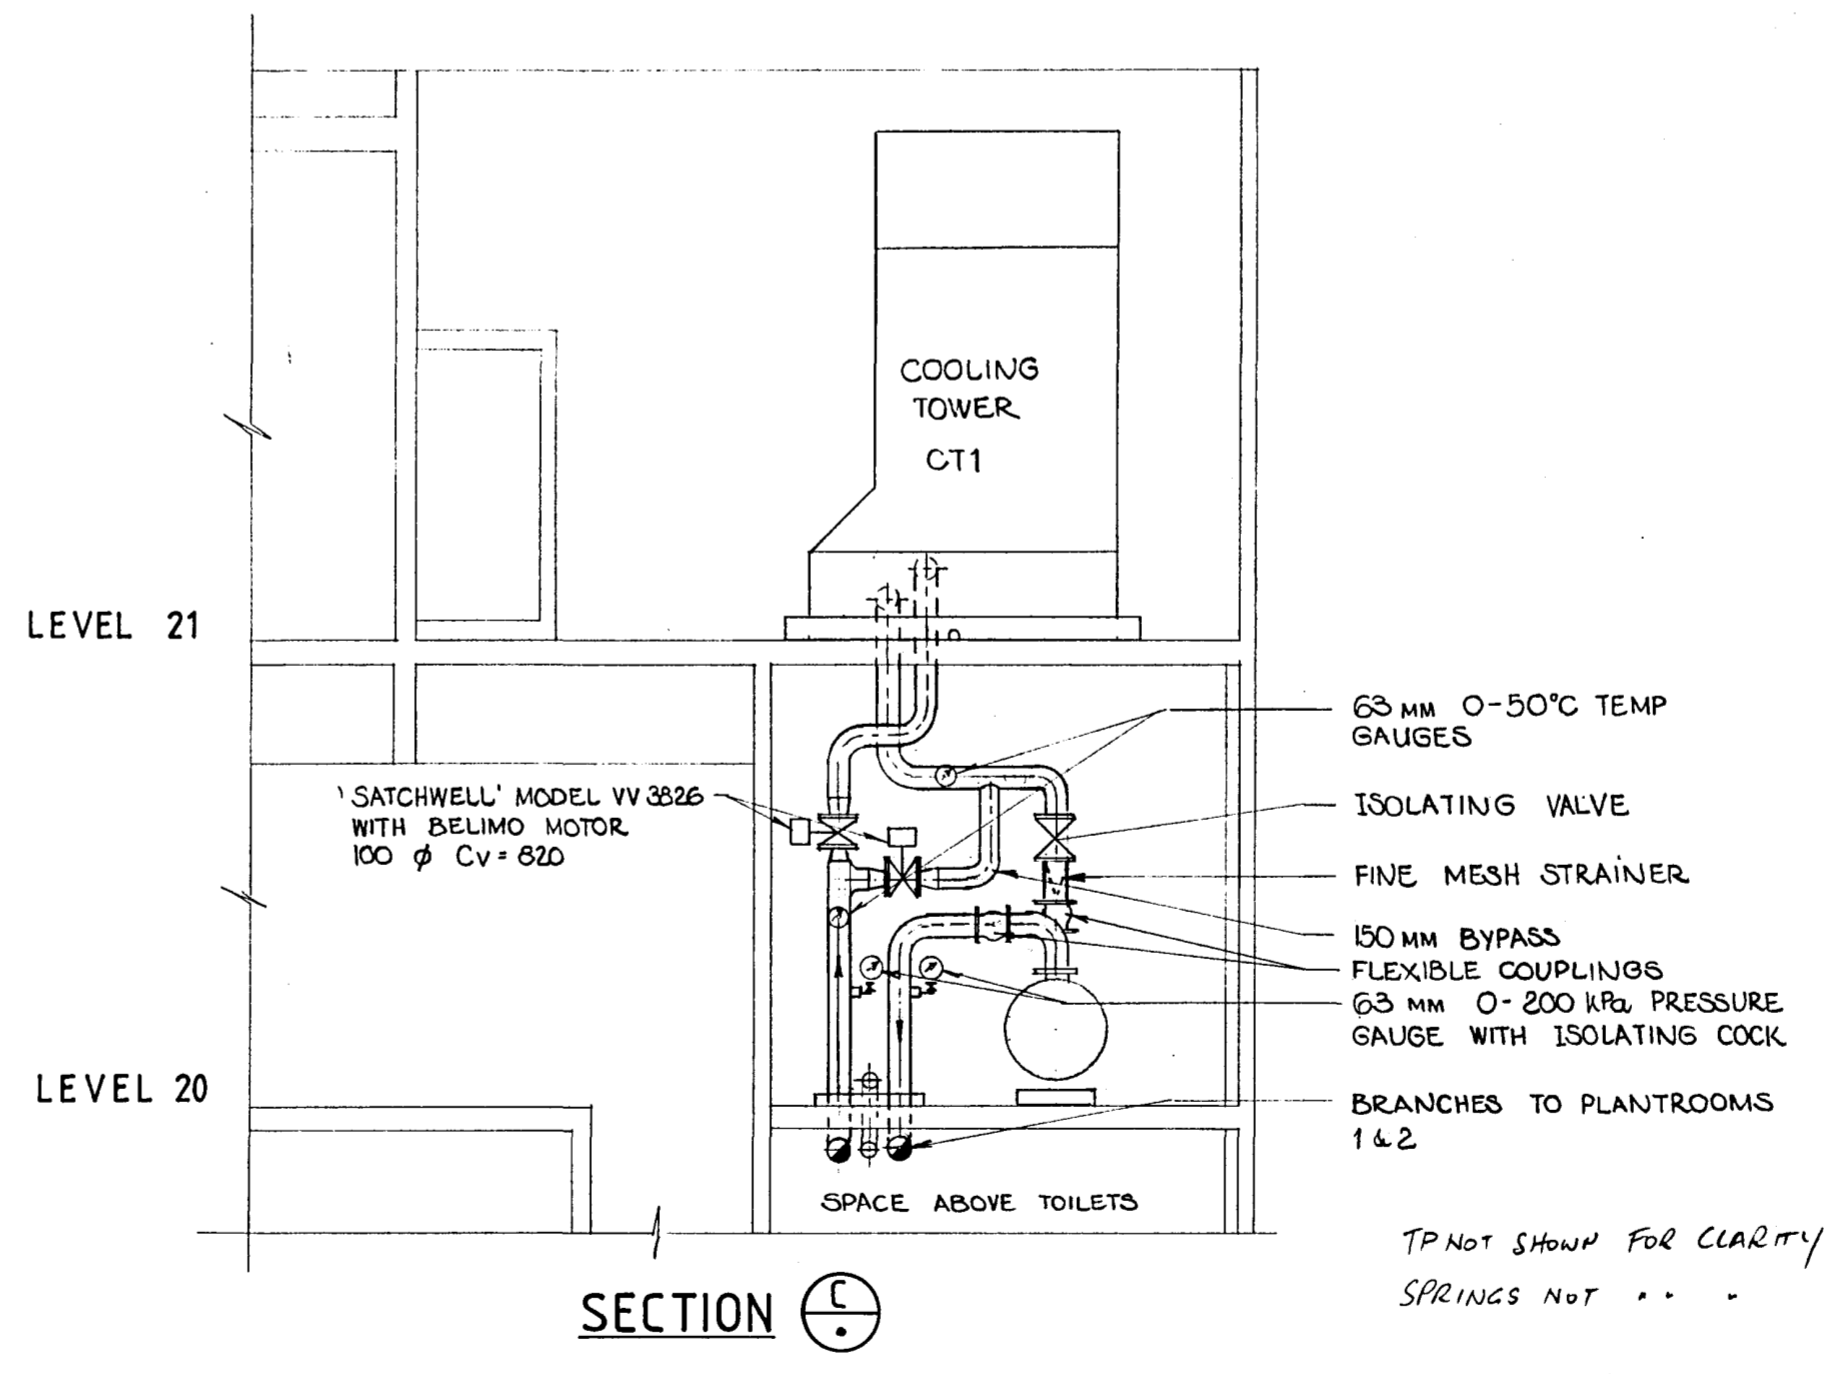 COOLING
TOWER
CT1
LEVEL 21
63 MM 0-50°C TEMP
GAUGES
'SATCHWELL' MODEL VV 3826
WITH BELIMO MOTOR
100 ϕ Cv = 820
ISOLATING VALVE
FINE MESH STRAINER
150 MM BYPASS
FLEXIBLE COUPLINGS
63 MM 0-200 kPa PRESSURE
GAUGE WITH ISOLATING COCK
LEVEL 20
BRANCHES TO PLANTROOMS
1 & 2
SPACE ABOVE TOILETS
TP NOT SHOWN FOR CLARITY
SPRINGS NOT " " "
SECTION C